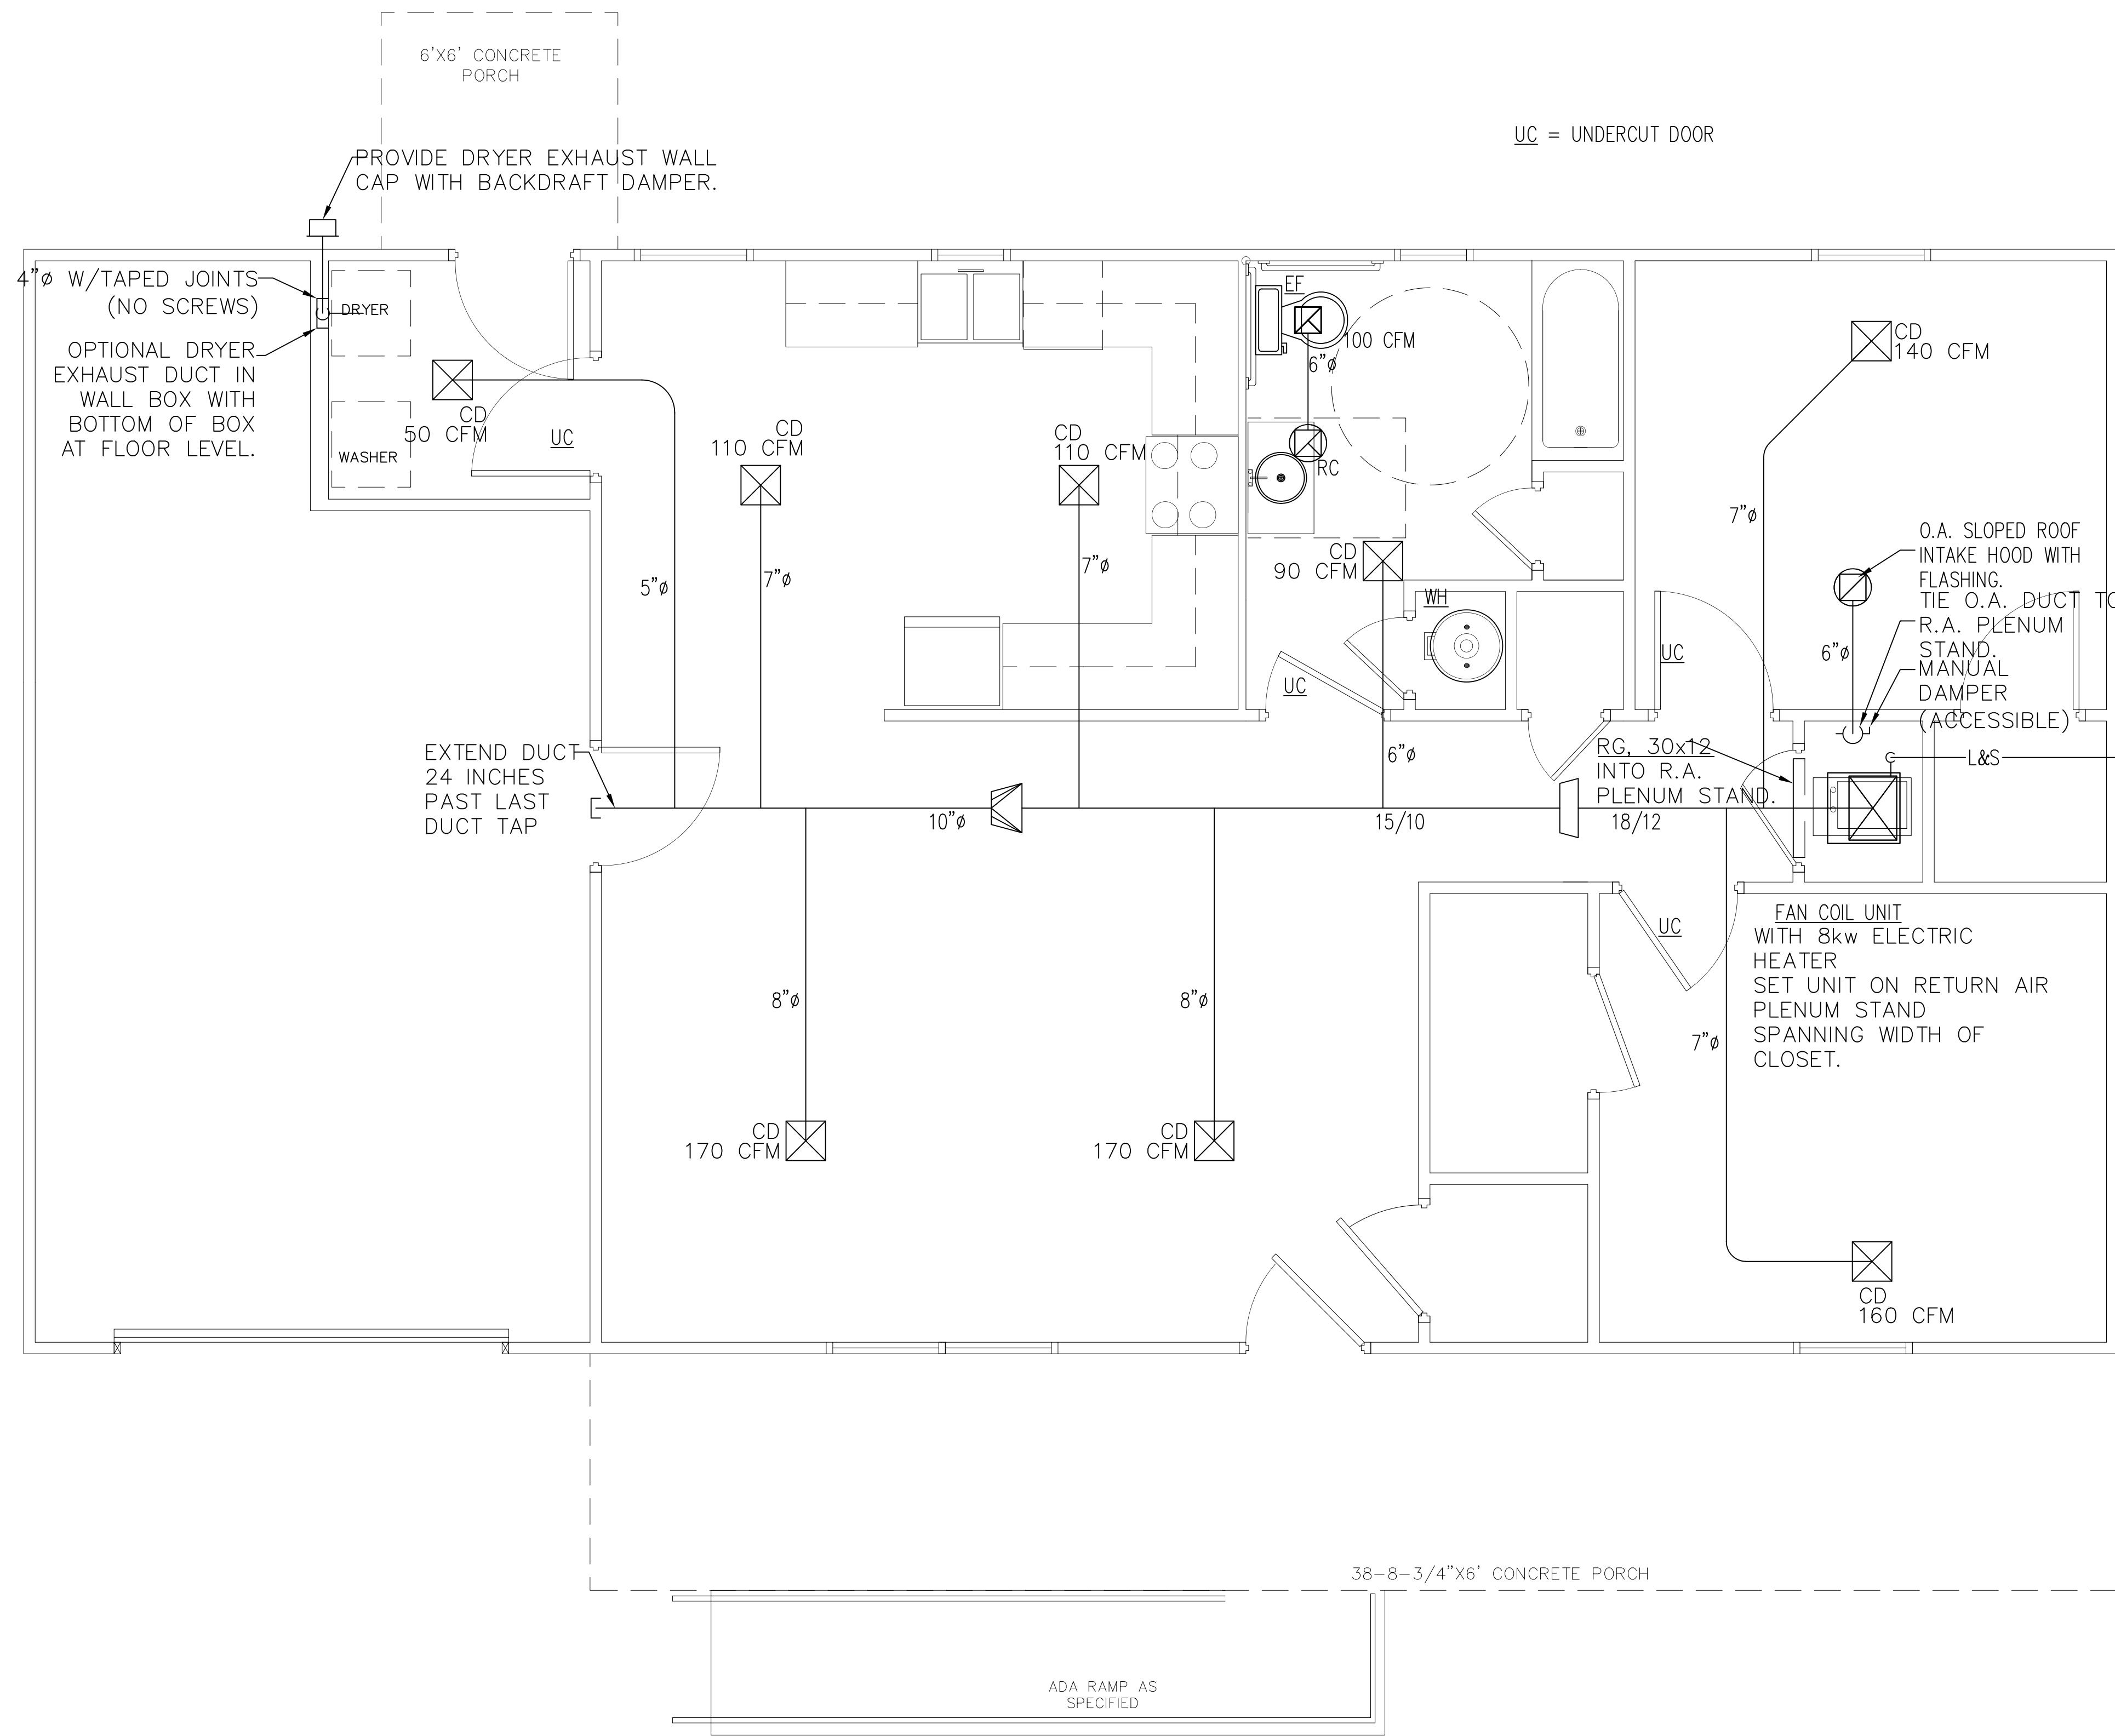 6'X6' CONCRETE
PORCH
UC = UNDERCUT DOOR
PROVIDE DRYER EXHAUST WALL
CAP WITH BACKDRAFT DAMPER.
4"ø W/TAPED JOINTS
(NO SCREWS)
DRYER
OPTIONAL DRYER
EXHAUST DUCT IN
WALL BOX WITH
BOTTOM OF BOX
AT FLOOR LEVEL.
WASHER
CD
50 CFM
UC
CD
110 CFM
CD
110 CFM
EF
100 CFM
6"ø
RC
CD
140 CFM
7"ø
O.A. SLOPED ROOF
INTAKE HOOD WITH
FLASHING.
TIE O.A. DUCT TO
R.A. PLENUM
STAND.
MANUAL
DAMPER
(ACCESSIBLE)
5"ø
7"ø
7"ø
CD
90 CFM
WH
UC
UC
6"ø
EXTEND DUCT
24 INCHES
PAST LAST
DUCT TAP
10"ø
6"ø
15/10
RG, 30x12
INTO R.A.
PLENUM STAND.
18/12
L&S
UC
FAN COIL UNIT
WITH 8kw ELECTRIC
HEATER
SET UNIT ON RETURN AIR
PLENUM STAND
SPANNING WIDTH OF
CLOSET.
8"ø
8"ø
7"ø
CD
170 CFM
CD
170 CFM
CD
160 CFM
38-8-3/4"X6' CONCRETE PORCH
ADA RAMP AS
SPECIFIED